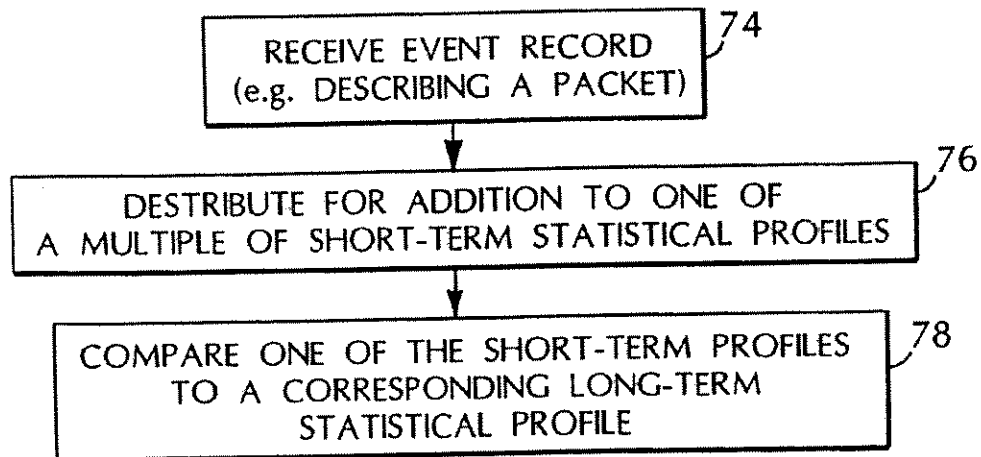 RECEIVE EVENT RECORD
(e.g. DESCRIBING A PACKET)
74
DESTRIBUTE FOR ADDITION TO ONE OF
A MULTIPLE OF SHORT-TERM STATISTICAL PROFILES
76
COMPARE ONE OF THE SHORT-TERM PROFILES
TO A CORRESPONDING LONG-TERM
STATISTICAL PROFILE
78